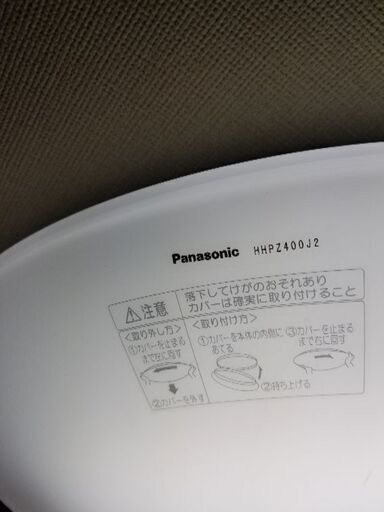 Panasonic HHPZ400J2
⚠注意
落下してけがのおそれあり
カバーは確実に取り付けること
<取り外し方>
①カバーを止まる
まで左に回す
②カバーを外す
<取り付け方>
①カバーを本体の内側に
あてる
②持ち上げる
③カバーを止まる
まで右に回す